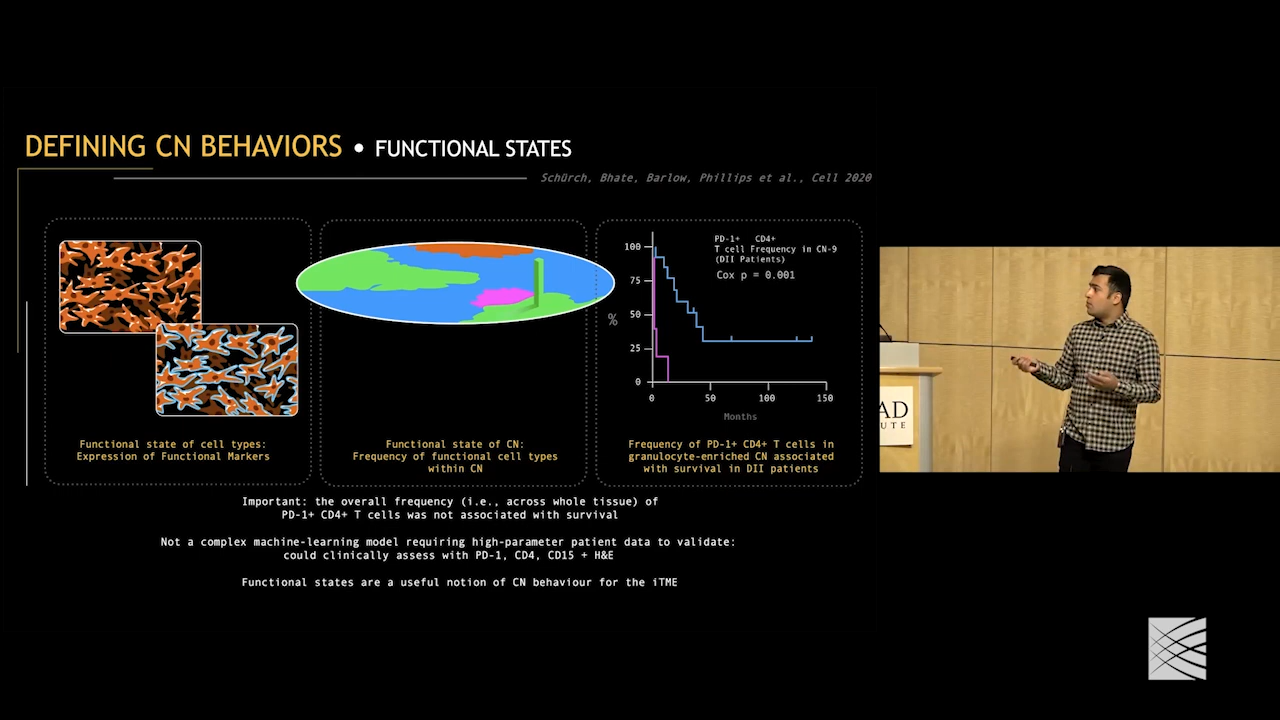 DEFINING CN BEHAVIORS • FUNCTIONAL STATES
Schürch, Bhate, Barlow, Phillips et al., Cell 2020
Functional state of cell types:
Expression of Functional Markers
Functional state of CN:
Frequency of functional cell types
within CN
PD-1+ CD4+
T cell Frequency in CN-9
(DII Patients)
Cox p = 0.001
100
75
50
25
0
%
0 50 100 150
Months
Frequency of PD-1+ CD4+ T cells in
granulocyte-enriched CN associated
with survival in DII patients
Important: the overall frequency (i.e., across whole tissue) of
PD-1+ CD4+ T cells was not associated with survival
Not a complex machine-learning model requiring high-parameter patient data to validate:
could clinically assess with PD-1, CD4, CD15 + H&E
Functional states are a useful notion of CN behaviour for the iTME
AD
UTE